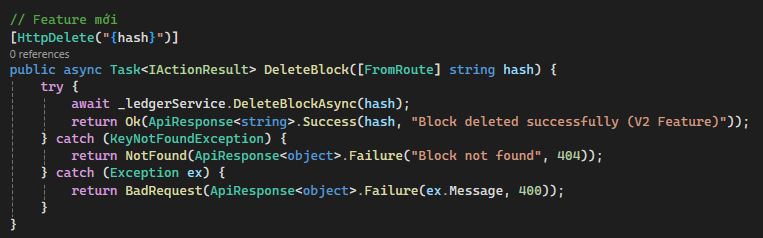 // Feature mới
[HttpDelete("{hash}")]
0 references
public async Task<IActionResult> DeleteBlock([FromRoute] string hash) {
    try {
        await _ledgerService.DeleteBlockAsync(hash);
        return Ok(ApiResponse<string>.Success(hash, "Block deleted successfully (V2 Feature)"));
    } catch (KeyNotFoundException) {
        return NotFound(ApiResponse<object>.Failure("Block not found", 404));
    } catch (Exception ex) {
        return BadRequest(ApiResponse<object>.Failure(ex.Message, 400));
    }
}